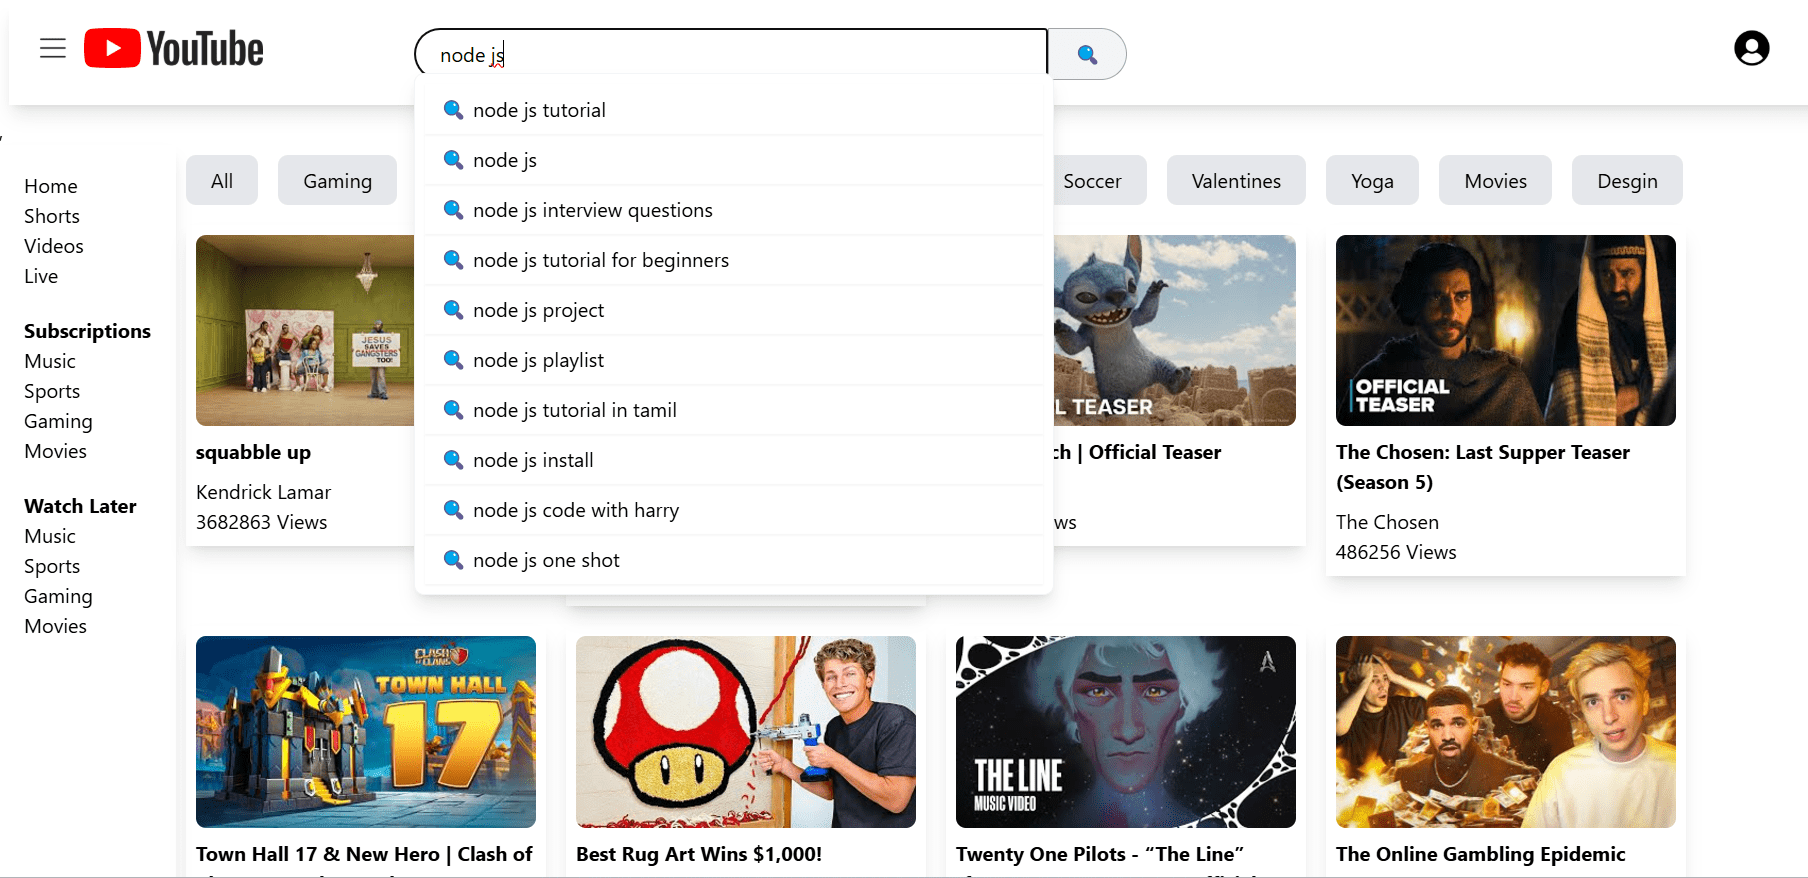 YouTube
node js
node js tutorial
node js
node js interview questions
node js tutorial for beginners
node js project
node js playlist
node js tutorial in tamil
node js install
node js code with harry
node js one shot
Home
Shorts
Videos
Live
Subscriptions
Music
Sports
Gaming
Movies
Watch Later
Music
Sports
Gaming
Movies
All
Gaming
Soccer
Valentines
Yoga
Movies
Desgin
JESUS
SAVES
GANGSTERS
TOO!
squabble up
Kendrick Lamar
3682863 Views
L TEASER
ch | Official Teaser
ws
OFFICIAL
TEASER
The Chosen: Last Supper Teaser
(Season 5)
The Chosen
486256 Views
CLASH OF CLANS
TOWN HALL
17
Town Hall 17 & New Hero | Clash of
Best Rug Art Wins $1,000!
THE LINE
MUSIC VIDEO
Twenty One Pilots - “The Line”
The Online Gambling Epidemic